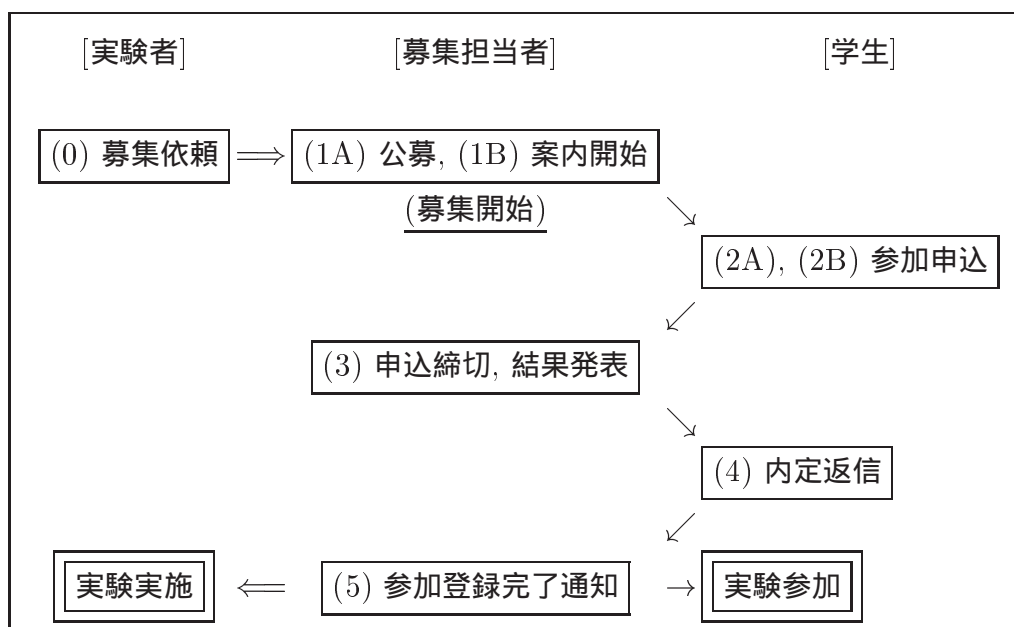 [実験者] [募集担当者] [学生]
(0) 募集依頼 ⟹ (1A) 公募, (1B) 案内開始
(募集開始) ↘
(2A), (2B) 参加申込
↙
(3) 申込締切, 結果発表
↘
(4) 内定返信
↙
実験実施 ⟸ (5) 参加登録完了通知 → 実験参加